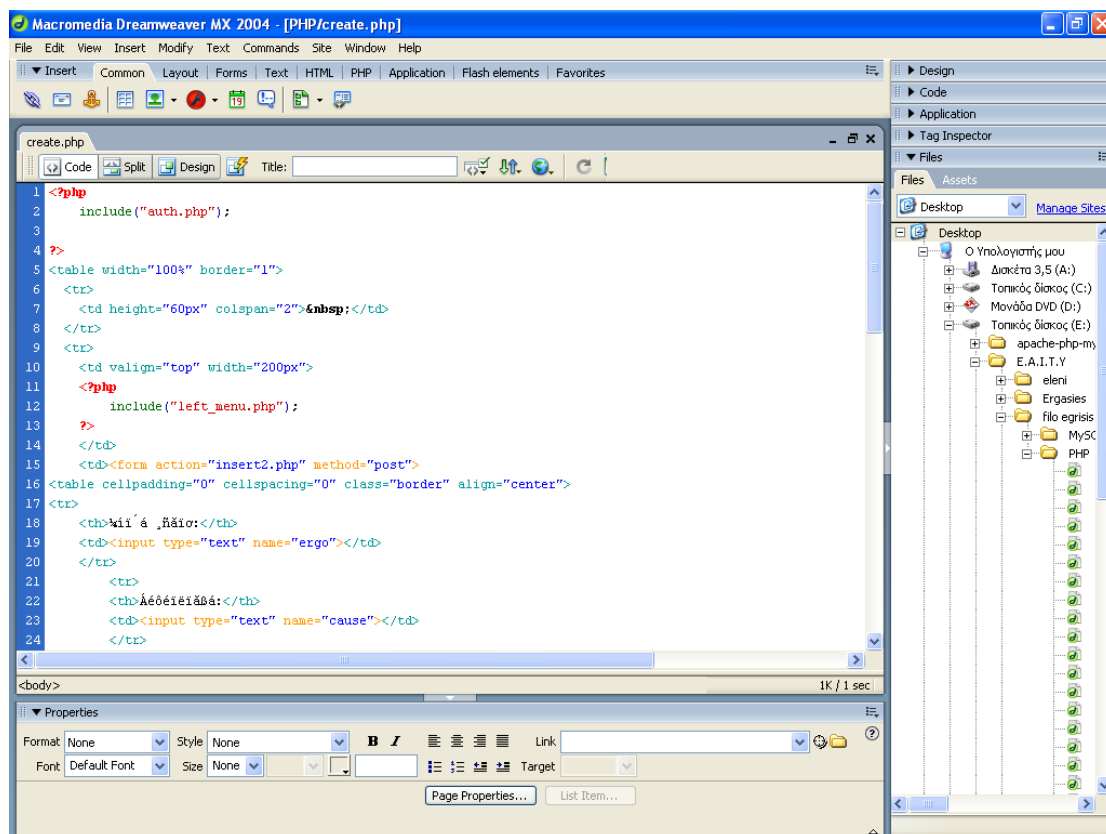 Macromedia Dreamweaver MX 2004 - [PHP/create.php]
File Edit View Insert Modify Text Commands Site Window Help
Insert Common Layout Forms Text HTML PHP Application Flash elements Favorites
create.php
Code Split Design Title:
1 <?php
2 include("auth.php");
3
4 ?>
5 <table width="100%" border="1">
6 <tr>
7 <td height="60px" colspan="2">&nbsp;</td>
8 </tr>
9 <tr>
10 <td valign="top" width="200px">
11 <?php
12 include("left_menu.php");
13 ?>
14 </td>
15 <td><form action="insert2.php" method="post">
16 <table cellpadding="0" cellspacing="0" class="border" align="center">
17 <tr>
18 <th>:</th>
19 <td><input type="text" name="ergo"></td>
20 </tr>
21 <tr>
22 <th>Áéôéïëïãßá:</th>
23 <td><input type="text" name="cause"></td>
24 </tr>
<body>
1K / 1 sec
Properties
Format None Style None B I Link
Font Default Font Size None Target
Page Properties... List Item...
Design
Code
Application
Tag Inspector
Files
Files Assets
Desktop Manage Sites
Desktop
Ο Υπολογιστής μου
Δισκέτα 3,5 (A:)
Τοπικός δίσκος (C:)
Μονάδα DVD (D:)
Τοπικός δίσκος (E:)
apache-php-my
E.A.I.T.Y
eleni
Ergasies
filo egrisis
MySC
PHP